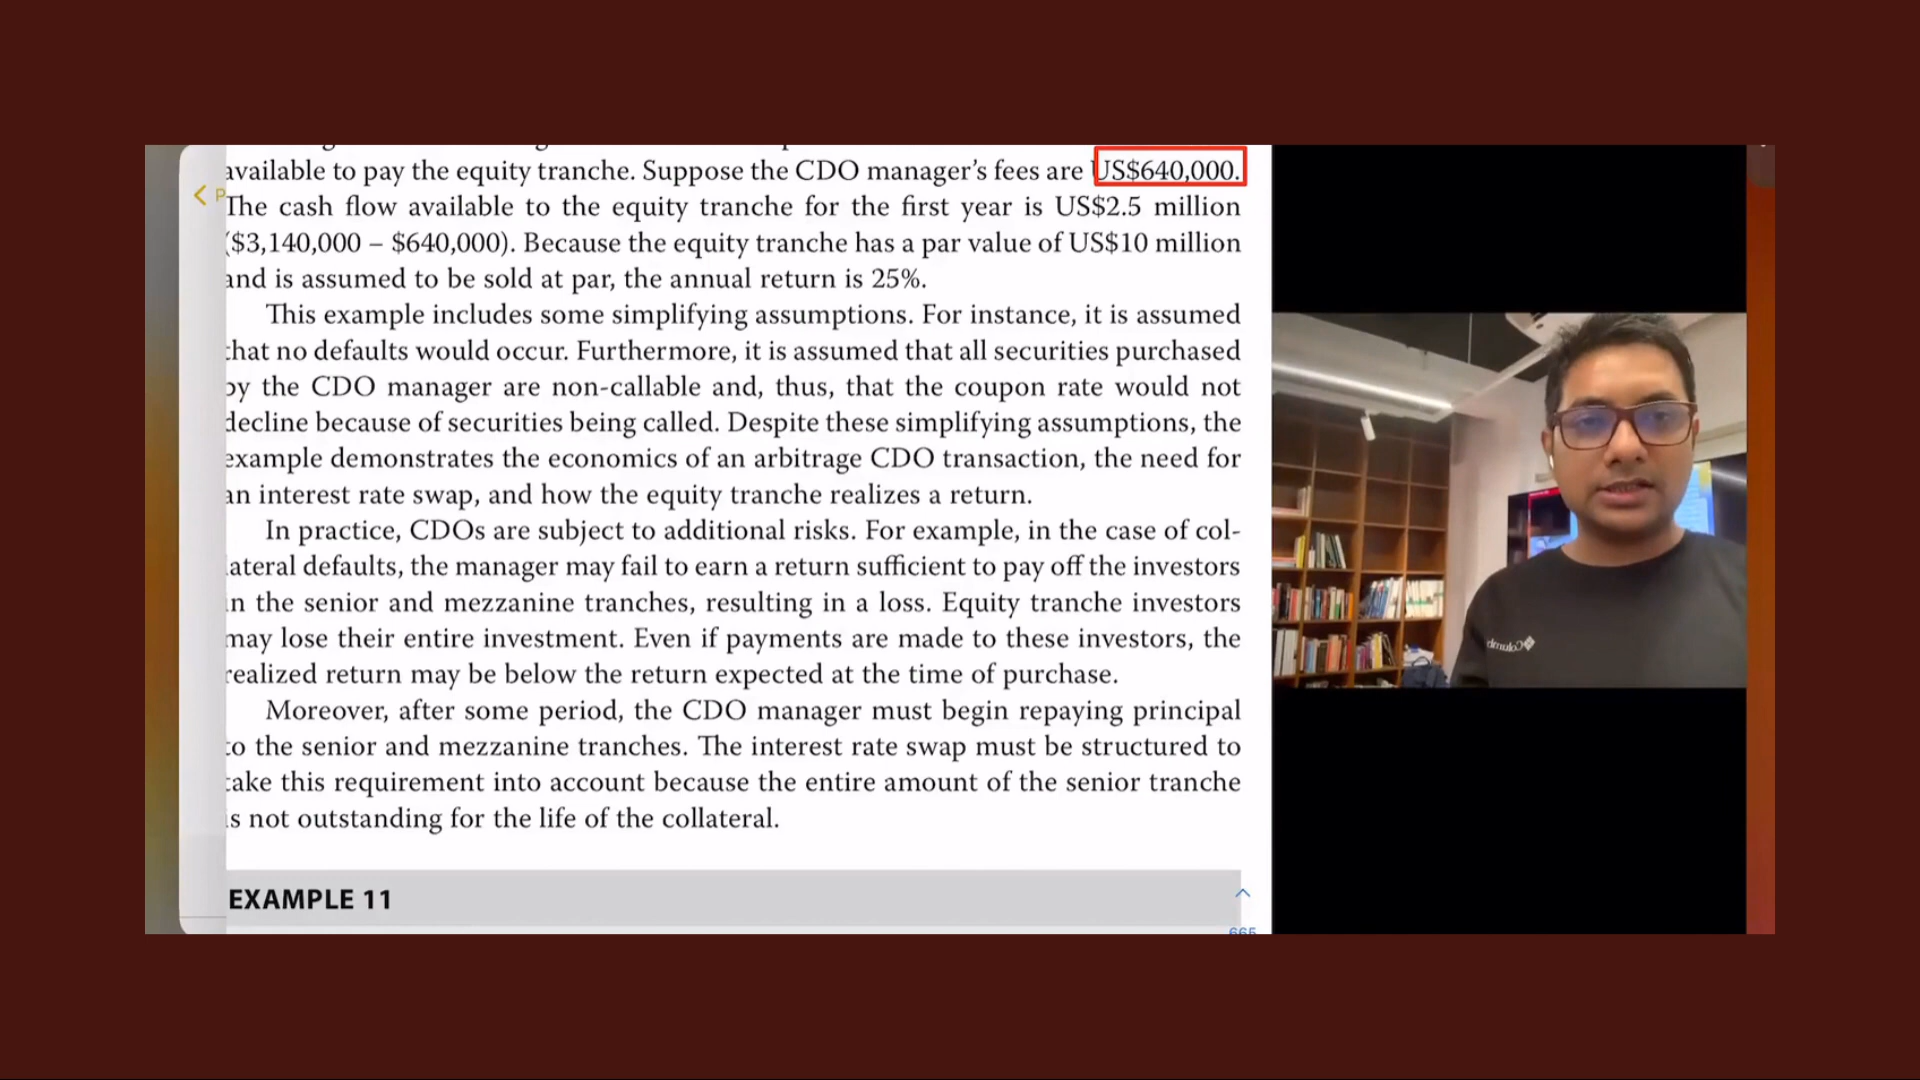 available to pay the equity tranche. Suppose the CDO manager's fees are US$640,000.
P
The cash flow available to the equity tranche for the first year is US$2.5 million
($3,140,000 – $640,000). Because the equity tranche has a par value of US$10 million
and is assumed to be sold at par, the annual return is 25%.
This example includes some simplifying assumptions. For instance, it is assumed
that no defaults would occur. Furthermore, it is assumed that all securities purchased
by the CDO manager are non-callable and, thus, that the coupon rate would not
decline because of securities being called. Despite these simplifying assumptions, the
example demonstrates the economics of an arbitrage CDO transaction, the need for
an interest rate swap, and how the equity tranche realizes a return.
In practice, CDOs are subject to additional risks. For example, in the case of col-
lateral defaults, the manager may fail to earn a return sufficient to pay off the investors
in the senior and mezzanine tranches, resulting in a loss. Equity tranche investors
may lose their entire investment. Even if payments are made to these investors, the
realized return may be below the return expected at the time of purchase.
Moreover, after some period, the CDO manager must begin repaying principal
to the senior and mezzanine tranches. The interest rate swap must be structured to
take this requirement into account because the entire amount of the senior tranche
is not outstanding for the life of the collateral.
EXAMPLE 11
665